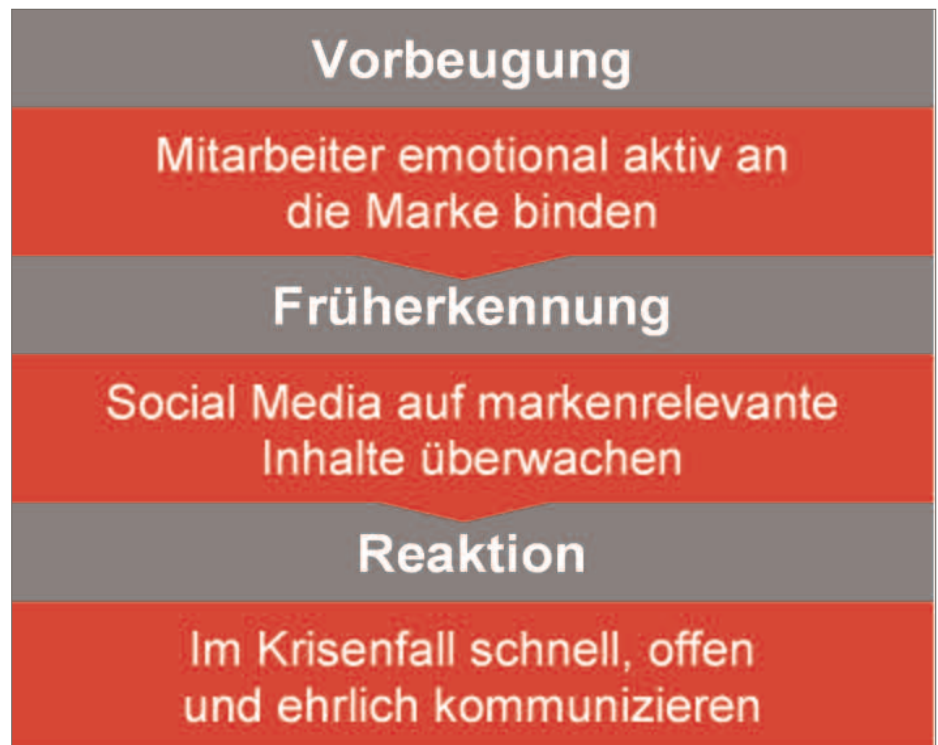 Vorbeugung
Mitarbeiter emotional aktiv an
die Marke binden
Früherkennung
Social Media auf markenrelevante
Inhalte überwachen
Reaktion
Im Krisenfall schnell, offen
und ehrlich kommunizieren